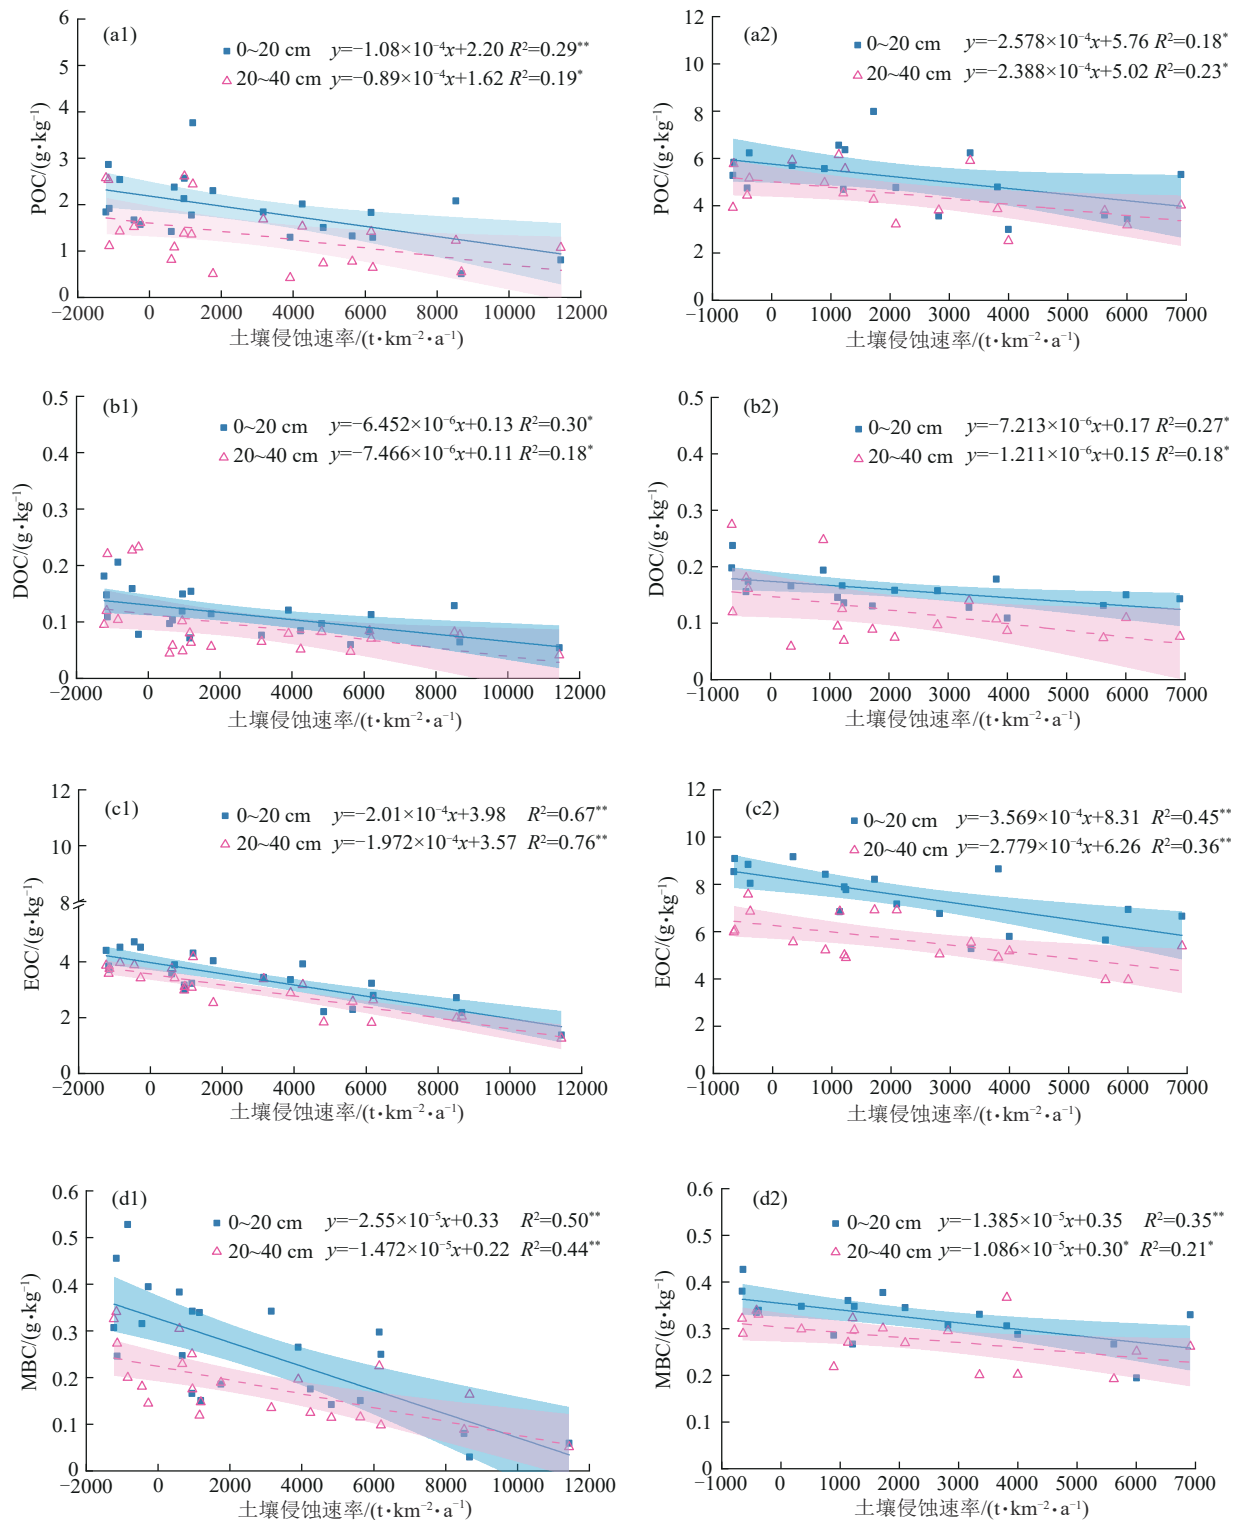 (a1)
0~20 cm y=−1.08×10⁻⁴x+2.20 R²=0.29**
20~40 cm y=−0.89×10⁻⁴x+1.62 R²=0.19*
POC/(g•kg⁻¹)
6
5
4
3
2
1
0
−2000 0 2000 4000 6000 8000 10000 12000
土壤侵蚀速率/(t•km⁻²•a⁻¹)
(a2)
0~20 cm y=−2.578×10⁻⁴x+5.76 R²=0.18*
20~40 cm y=−2.388×10⁻⁴x+5.02 R²=0.23*
POC/(g•kg⁻¹)
12
10
8
6
4
2
0
−1000 0 1000 2000 3000 4000 5000 6000 7000
土壤侵蚀速率/(t•km⁻²•a⁻¹)
(b1)
0~20 cm y=−6.452×10⁻⁶x+0.13 R²=0.30*
20~40 cm y=−7.466×10⁻⁶x+0.11 R²=0.18*
DOC/(g•kg⁻¹)
0.5
0.4
0.3
0.2
0.1
0
−2000 0 2000 4000 6000 8000 10000 12000
土壤侵蚀速率/(t•km⁻²•a⁻¹)
(b2)
0~20 cm y=−7.213×10⁻⁶x+0.17 R²=0.27*
20~40 cm y=−1.211×10⁻⁶x+0.15 R²=0.18*
DOC/(g•kg⁻¹)
0.5
0.4
0.3
0.2
0.1
0
−1000 0 1000 2000 3000 4000 5000 6000 7000
土壤侵蚀速率/(t•km⁻²•a⁻¹)
(c1)
0~20 cm y=−2.01×10⁻⁴x+3.98 R²=0.67**
20~40 cm y=−1.972×10⁻⁴x+3.57 R²=0.76**
EOC/(g•kg⁻¹)
12
10
8
4
2
0
−2000 0 2000 4000 6000 8000 10000 12000
土壤侵蚀速率/(t•km⁻²•a⁻¹)
(c2)
0~20 cm y=−3.569×10⁻⁴x+8.31 R²=0.45**
20~40 cm y=−2.779×10⁻⁴x+6.26 R²=0.36**
EOC/(g•kg⁻¹)
12
10
8
6
4
2
0
−1000 0 1000 2000 3000 4000 5000 6000 7000
土壤侵蚀速率/(t•km⁻²•a⁻¹)
(d1)
0~20 cm y=−2.55×10⁻⁵x+0.33 R²=0.50**
20~40 cm y=−1.472×10⁻⁵x+0.22 R²=0.44**
MBC/(g•kg⁻¹)
0.6
0.5
0.4
0.3
0.2
0.1
0
−2000 0 2000 4000 6000 8000 10000 12000
土壤侵蚀速率/(t•km⁻²•a⁻¹)
(d2)
0~20 cm y=−1.385×10⁻⁵x+0.35 R²=0.35**
20~40 cm y=−1.086×10⁻⁵x+0.30* R²=0.21*
MBC/(g•kg⁻¹)
0.6
0.5
0.4
0.3
0.2
0.1
0
−1000 0 1000 2000 3000 4000 5000 6000 7000
土壤侵蚀速率/(t•km⁻²•a⁻¹)